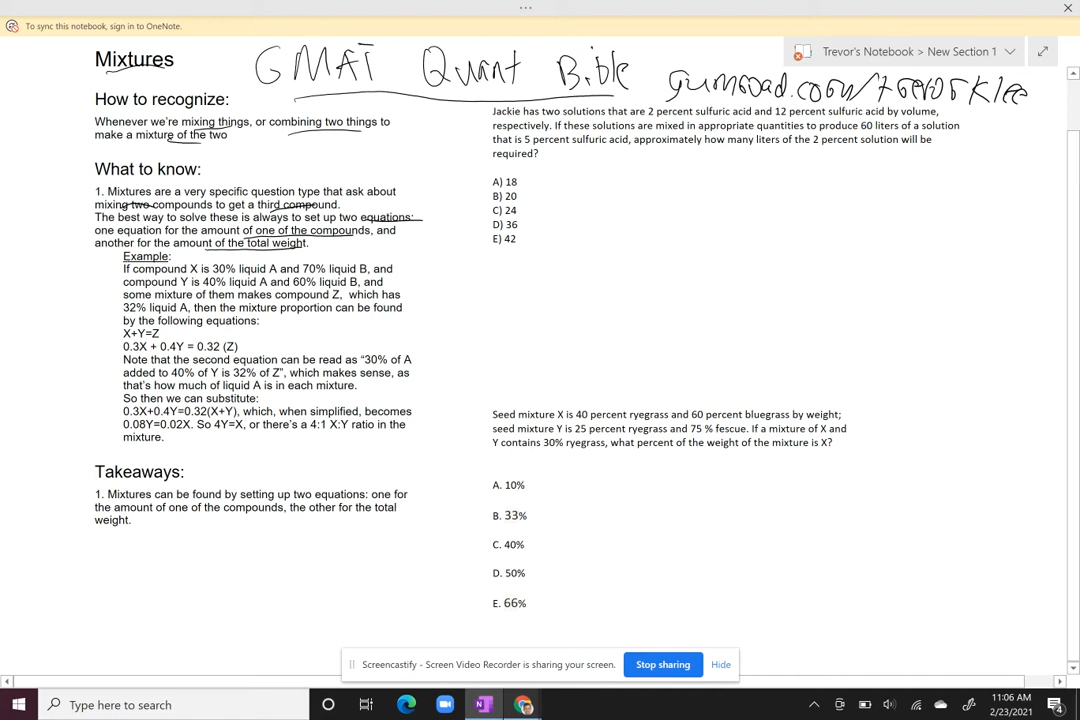 To sync this notebook, sign in to OneNote.
Mixtures
GMAT Quant Bible
gumroad.com/trevorklee
Trevor's Notebook > New Section 1
How to recognize:
Whenever we're mixing things, or combining two things to
make a mixture of the two
What to know:
1. Mixtures are a very specific question type that ask about
mixing two compounds to get a third compound.
The best way to solve these is always to set up two equations:
one equation for the amount of one of the compounds, and
another for the amount of the total weight.
Example:
If compound X is 30% liquid A and 70% liquid B, and
compound Y is 40% liquid A and 60% liquid B, and
some mixture of them makes compound Z, which has
32% liquid A, then the mixture proportion can be found
by the following equations:
X+Y=Z
0.3X + 0.4Y = 0.32 (Z)
Note that the second equation can be read as “30% of A
added to 40% of Y is 32% of Z”, which makes sense, as
that's how much of liquid A is in each mixture.
So then we can substitute:
0.3X+0.4Y=0.32(X+Y), which, when simplified, becomes
0.08Y=0.02X. So 4Y=X, or there's a 4:1 X:Y ratio in the
mixture.
Takeaways:
1. Mixtures can be found by setting up two equations: one for
the amount of one of the compounds, the other for the total
weight.
Jackie has two solutions that are 2 percent sulfuric acid and 12 percent sulfuric acid by volume,
respectively. If these solutions are mixed in appropriate quantities to produce 60 liters of a solution
that is 5 percent sulfuric acid, approximately how many liters of the 2 percent solution will be
required?
A) 18
B) 20
C) 24
D) 36
E) 42
Seed mixture X is 40 percent ryegrass and 60 percent bluegrass by weight;
seed mixture Y is 25 percent ryegrass and 75 % fescue. If a mixture of X and
Y contains 30% ryegrass, what percent of the weight of the mixture is X?
A. 10%
B. 33%
C. 40%
D. 50%
E. 66%
Screencastify - Screen Video Recorder is sharing your screen.
Stop sharing
Hide
Type here to search
11:06 AM
2/23/2021
4